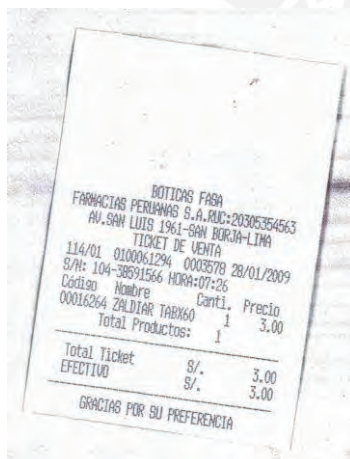 BOTICAS FASA
FARMACIAS PERUANAS S.A.RUC:20305354563
AV.SAN LUIS 1961-SAN BORJA-LIMA
TICKET DE VENTA
114/01 0100061294 0003578 28/01/2009
S/N: 104-38591566 HORA:07:26
Código Nombre Canti. Precio
00016264 ZALDIAR TABX60 1 3.00
Total Productos: 1
Total Ticket S/. 3.00
EFECTIVO S/. 3.00
GRACIAS POR SU PREFERENCIA